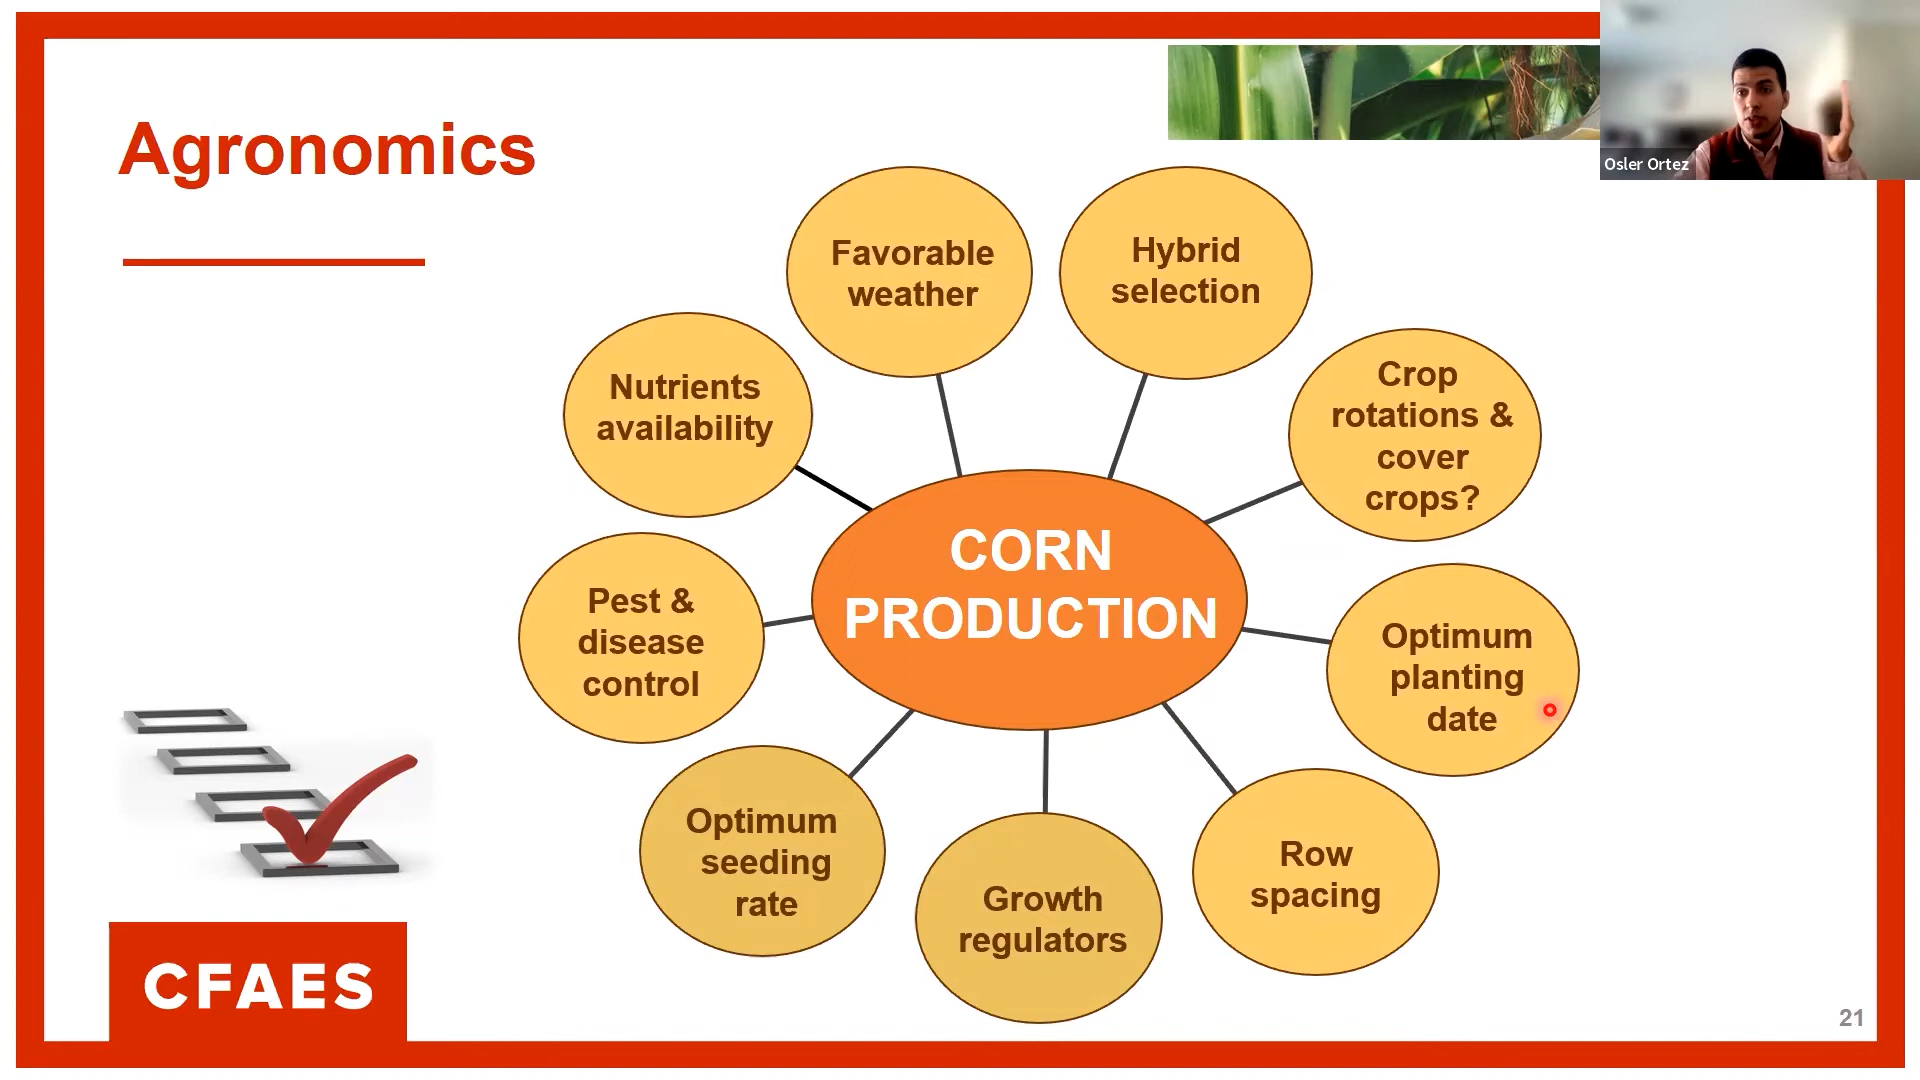 Agronomics
Osler Ortez
Favorable
weather
Hybrid
selection
Nutrients
availability
Crop
rotations &
cover
crops?
CORN
PRODUCTION
Pest &
disease
control
Optimum
planting
date
Optimum
seeding
rate
Growth
regulators
Row
spacing
CFAES
21